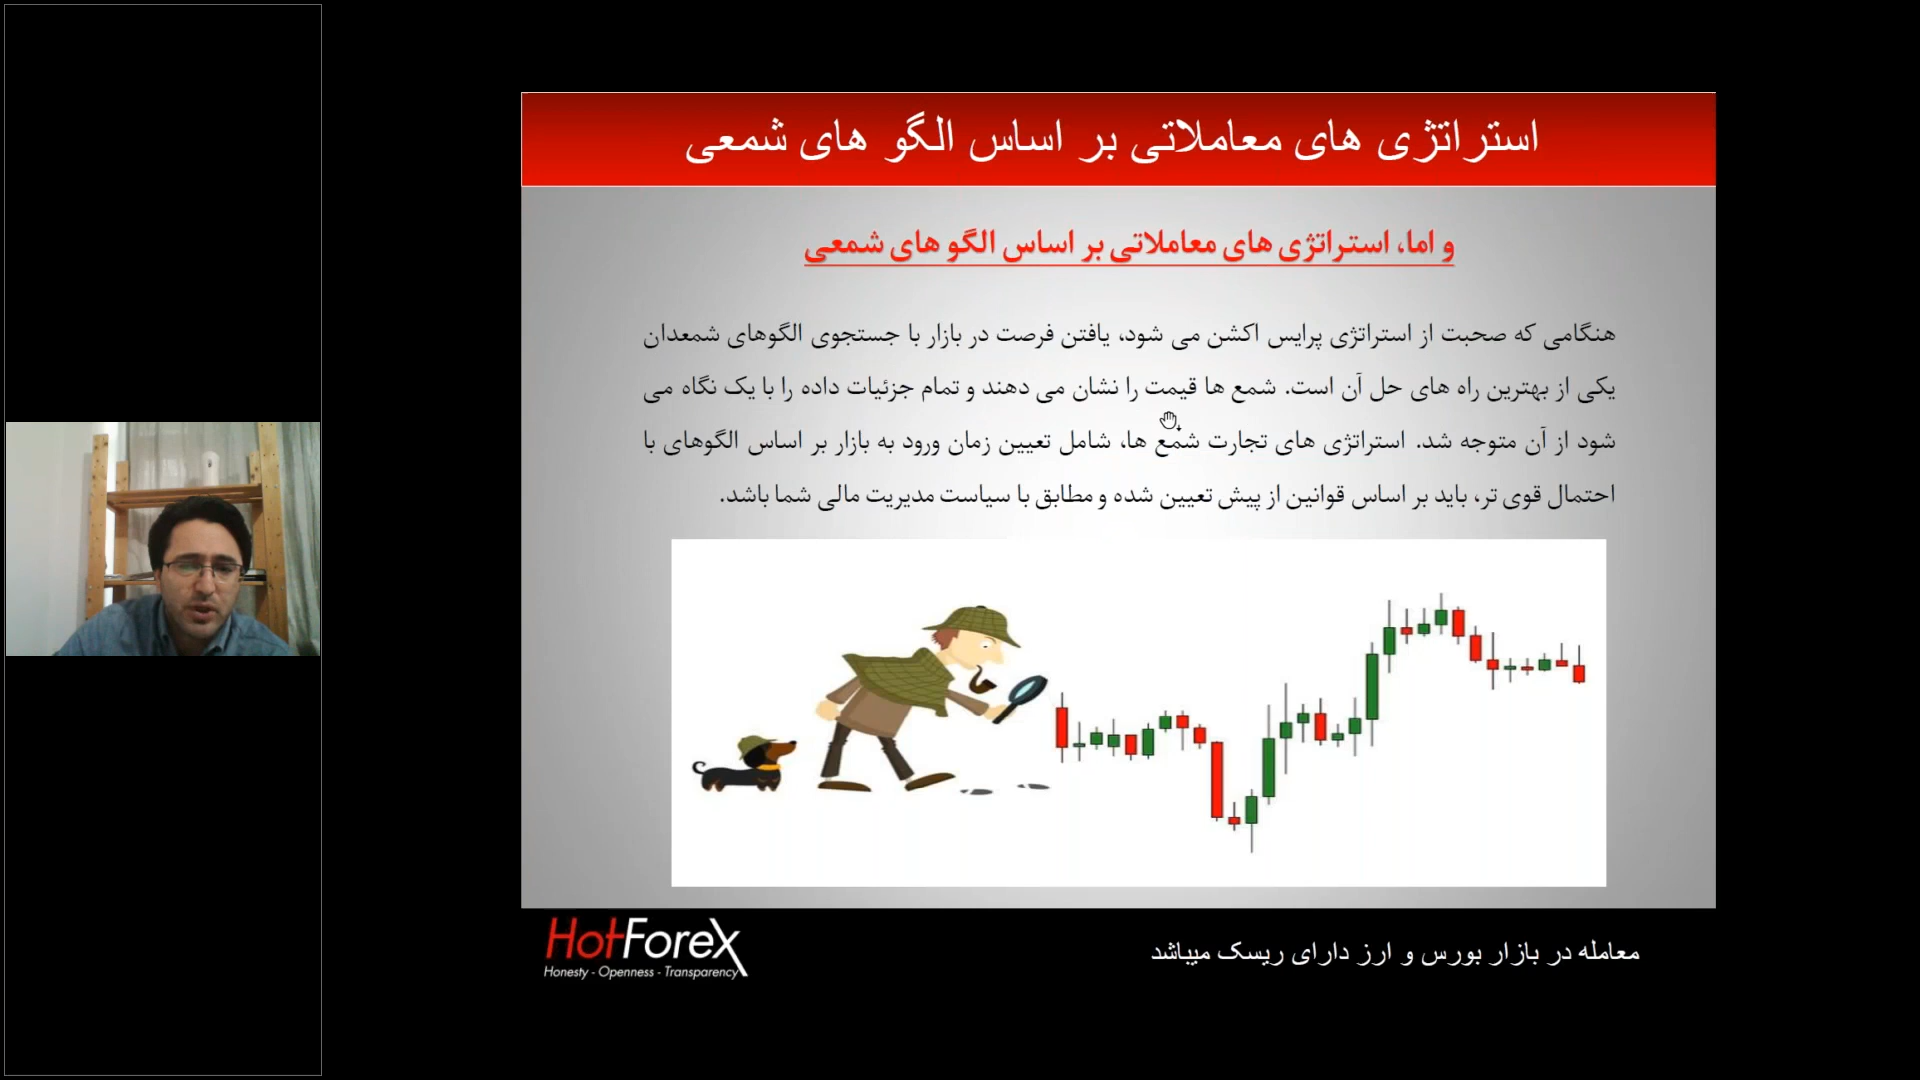 استراتژی های معاملاتی بر اساس الگو های شمعی
و اما، استراتژی های معاملاتی بر اساس الگو های شمعی
هنگامی که صحبت از استراتژی پرایس اکشن می شود، یافتن فرصت در بازار با جستجوی الگوهای شمعدان
یکی از بهترین راه های حل آن است. شمع ها قیمت را نشان می دهند و تمام جزئیات داده را با یک نگاه می
شود از آن متوجه شد. استراتژی های تجارت شمع ها، شامل تعیین زمان ورود به بازار بر اساس الگوهای با
احتمال قوی تر، باید بر اساس قوانین از پیش تعیین شده و مطابق با سیاست مدیریت مالی شما باشد.
HotForex
Honesty - Openness - Transparency
معامله در بازار بورس و ارز دارای ریسک میباشد